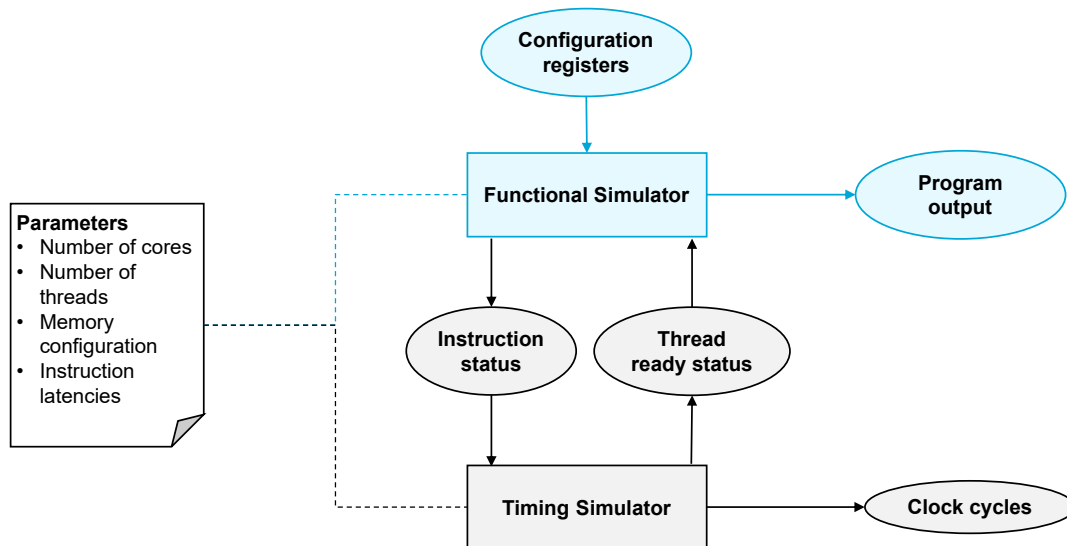 Configuration
registers
Functional Simulator
Program
output
Parameters
• Number of cores
• Number of
threads
• Memory
configuration
• Instruction
latencies
Instruction
status
Thread
ready status
Timing Simulator
Clock cycles